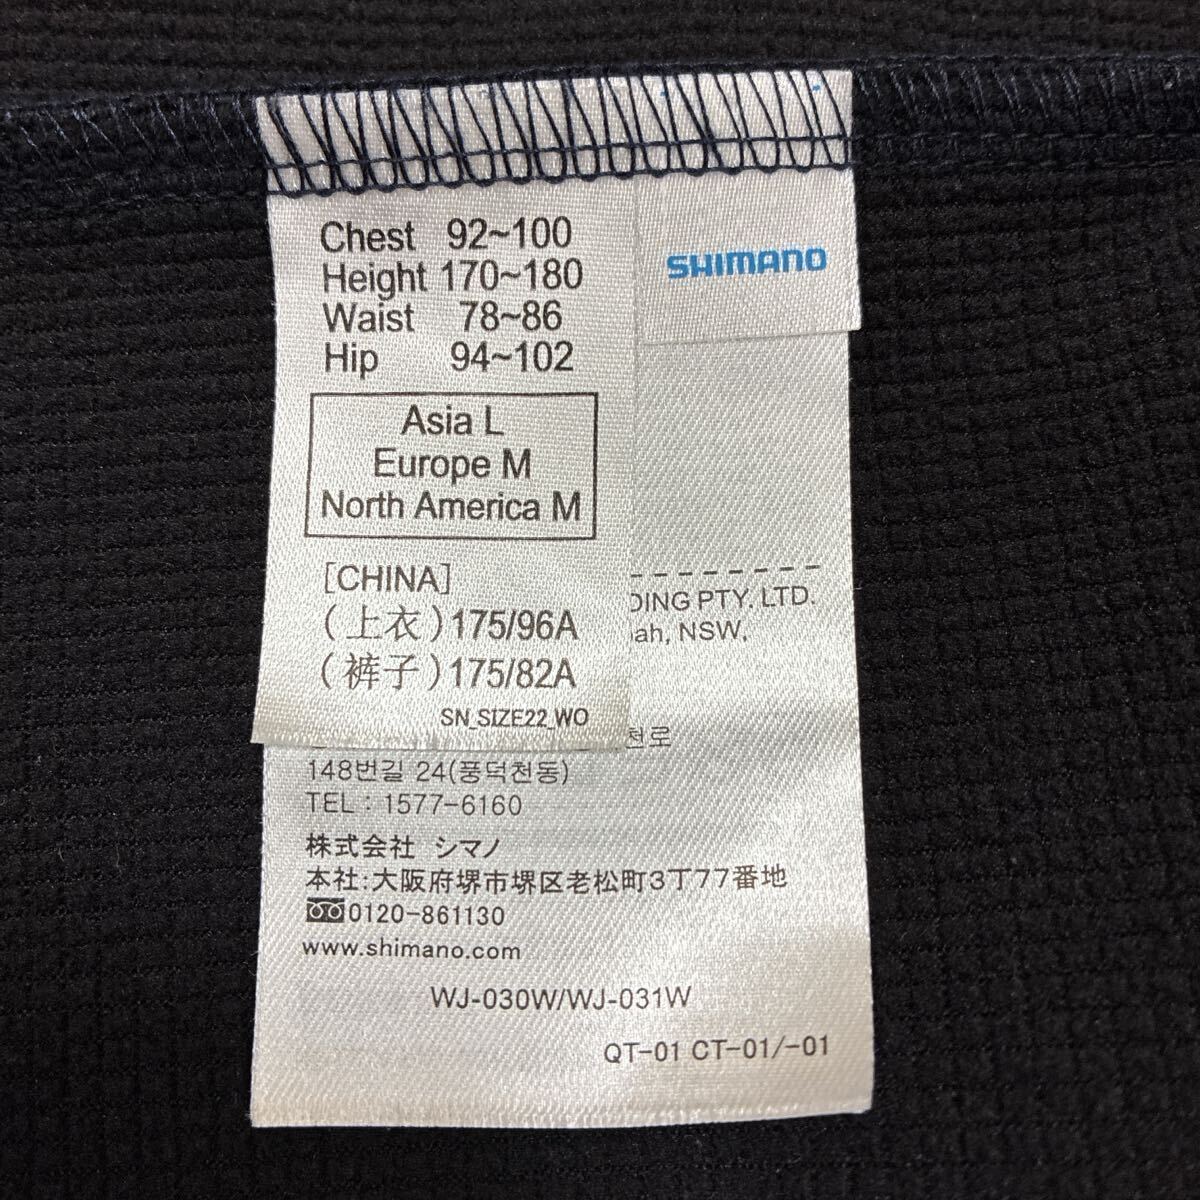 Chest 92~100
Height 170~180
Waist 78~86
Hip 94~102
Asia L
Europe M
North America M
[CHINA]
(上衣)175/96A
(裤子)175/82A
SN_SIZE22_WO
SHIMANO
DING PTY. LTD.
ah, NSW,
천로
148번길 24(풍덕천동)
TEL : 1577-6160
株式会社 シマノ
本社:大阪府堺市堺区老松町3丁77番地
0120-861130
www.shimano.com
WJ-030W/WJ-031W
QT-01 CT-01/-01